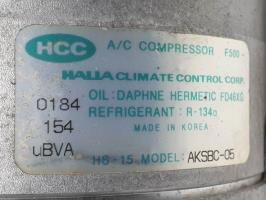 HCC A/C COMPRESSOR F500-
HALLA CLIMATE CONTROL CORP.
OIL: DAPHNE HERMETIC FD46XG
0184 REFRIGERANT: R-134a
154 MADE IN KOREA
uBVA HS-15 MODEL: AKSBC-05